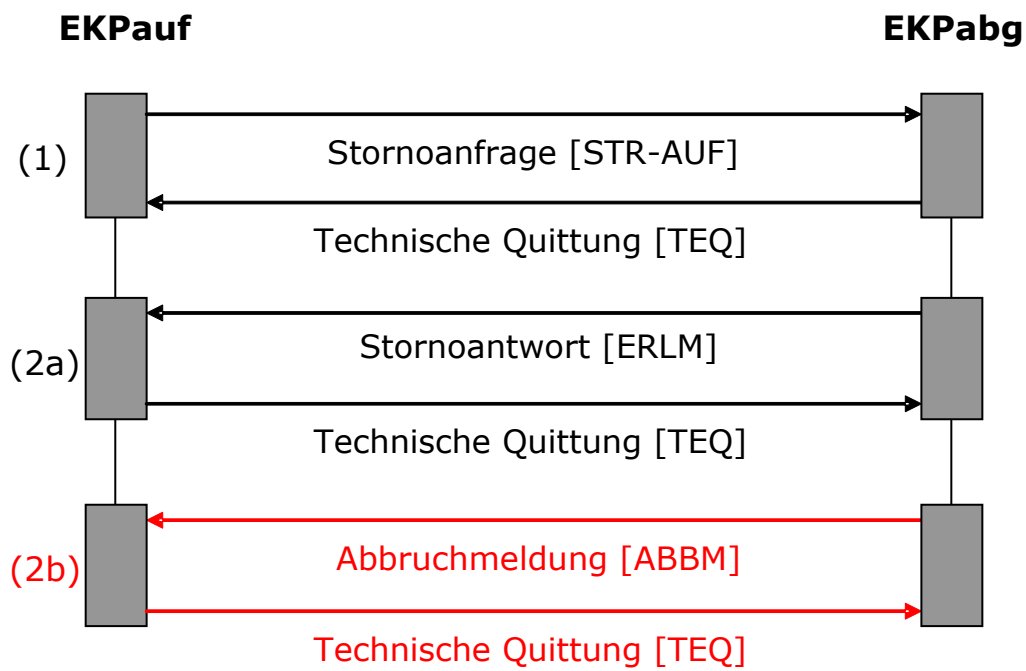 EKPauf
EKPabg
(1)
Stornoanfrage [STR-AUF]
Technische Quittung [TEQ]
(2a)
Stornoantwort [ERLM]
Technische Quittung [TEQ]
(2b)
Abbruchmeldung [ABBM]
Technische Quittung [TEQ]